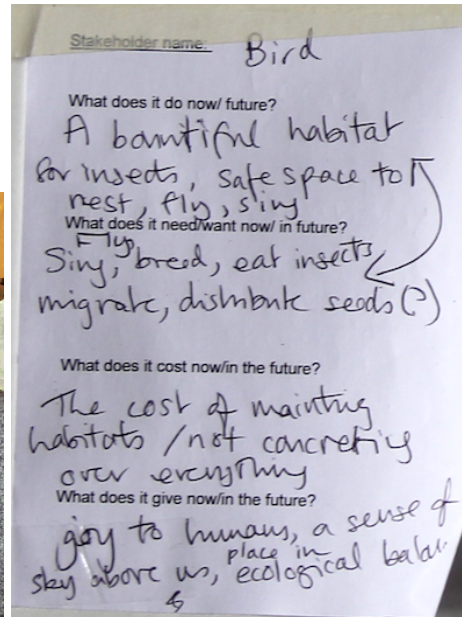 Stakeholder name: Bird
What does it do now/ future?
A bountiful habitat
for insects, safe space to
nest, fly, sing
What does it need/want now/ in future?
Fly,
Sing, breed, eat insects,
migrate, distribute seeds (?)
What does it cost now/in the future?
The cost of
habitats / not concreting
over everything
What does it give now/in the future?
to humans, a sense of
place in
sky above us, ecological